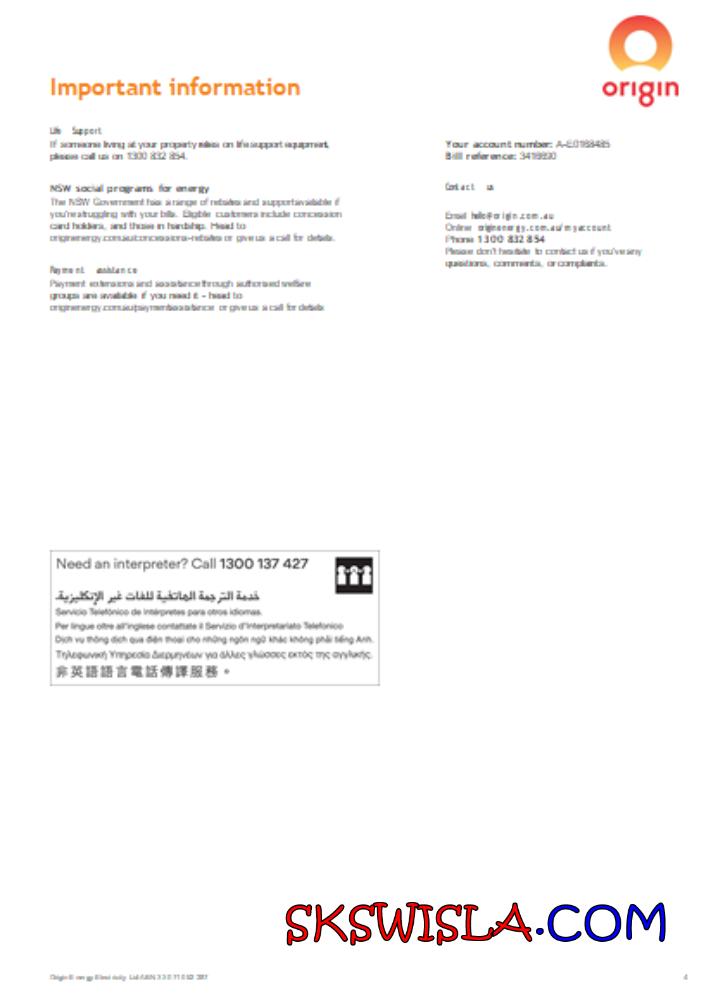 origin
Important information
Life Support
If someone living at your property relies on life support equipment,
please call us on 1300 832 854.
NSW social programs for energy
The NSW Government has a range of rebates and support available if
you're struggling with your bills. Eligible customers include concession
card holders, and those in hardship. Head to
originenergy.com.au/concessions-rebates or give us a call for details.
Payment assistance
Payment extensions and assistance through authorised welfare
groups are available if you need it – head to
originenergy.com.au/paymentassistance or give us a call for details
Your account number: A-E0168485
Bill reference: 3416690
Contact us
Email hello@origin.com.au
Online originenergy.com.au/myaccount
Phone 1300 832 854
Please don't hesitate to contact us if you've any
questions, comments, or complaints.
Need an interpreter? Call 1300 137 427
خدمة الترجمة الهاتفية للغات غير الإنكليزية.
Servicio Telefónico de Intérpretes para otros idiomas.
Per lingue oltre all'inglese contattate il Servizio d'Interpretariato Telefonico
Dịch vụ thông dịch qua điện thoại cho những ngôn ngữ khác không phải tiếng Anh.
Τηλεφωνική Υπηρεσία Διερμηνέων για άλλες γλώσσες εκτός της αγγλικής.
非英語語言電話傳譯服務。
SKSWISLA.COM
Origin Energy Electricity Ltd ABN 33 071 052 287
4